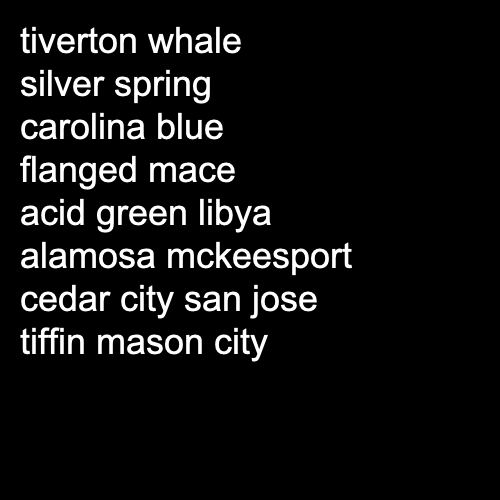 tiverton whale
silver spring
carolina blue
flanged mace
acid green libya
alamosa mckeesport
cedar city san jose
tiffin mason city